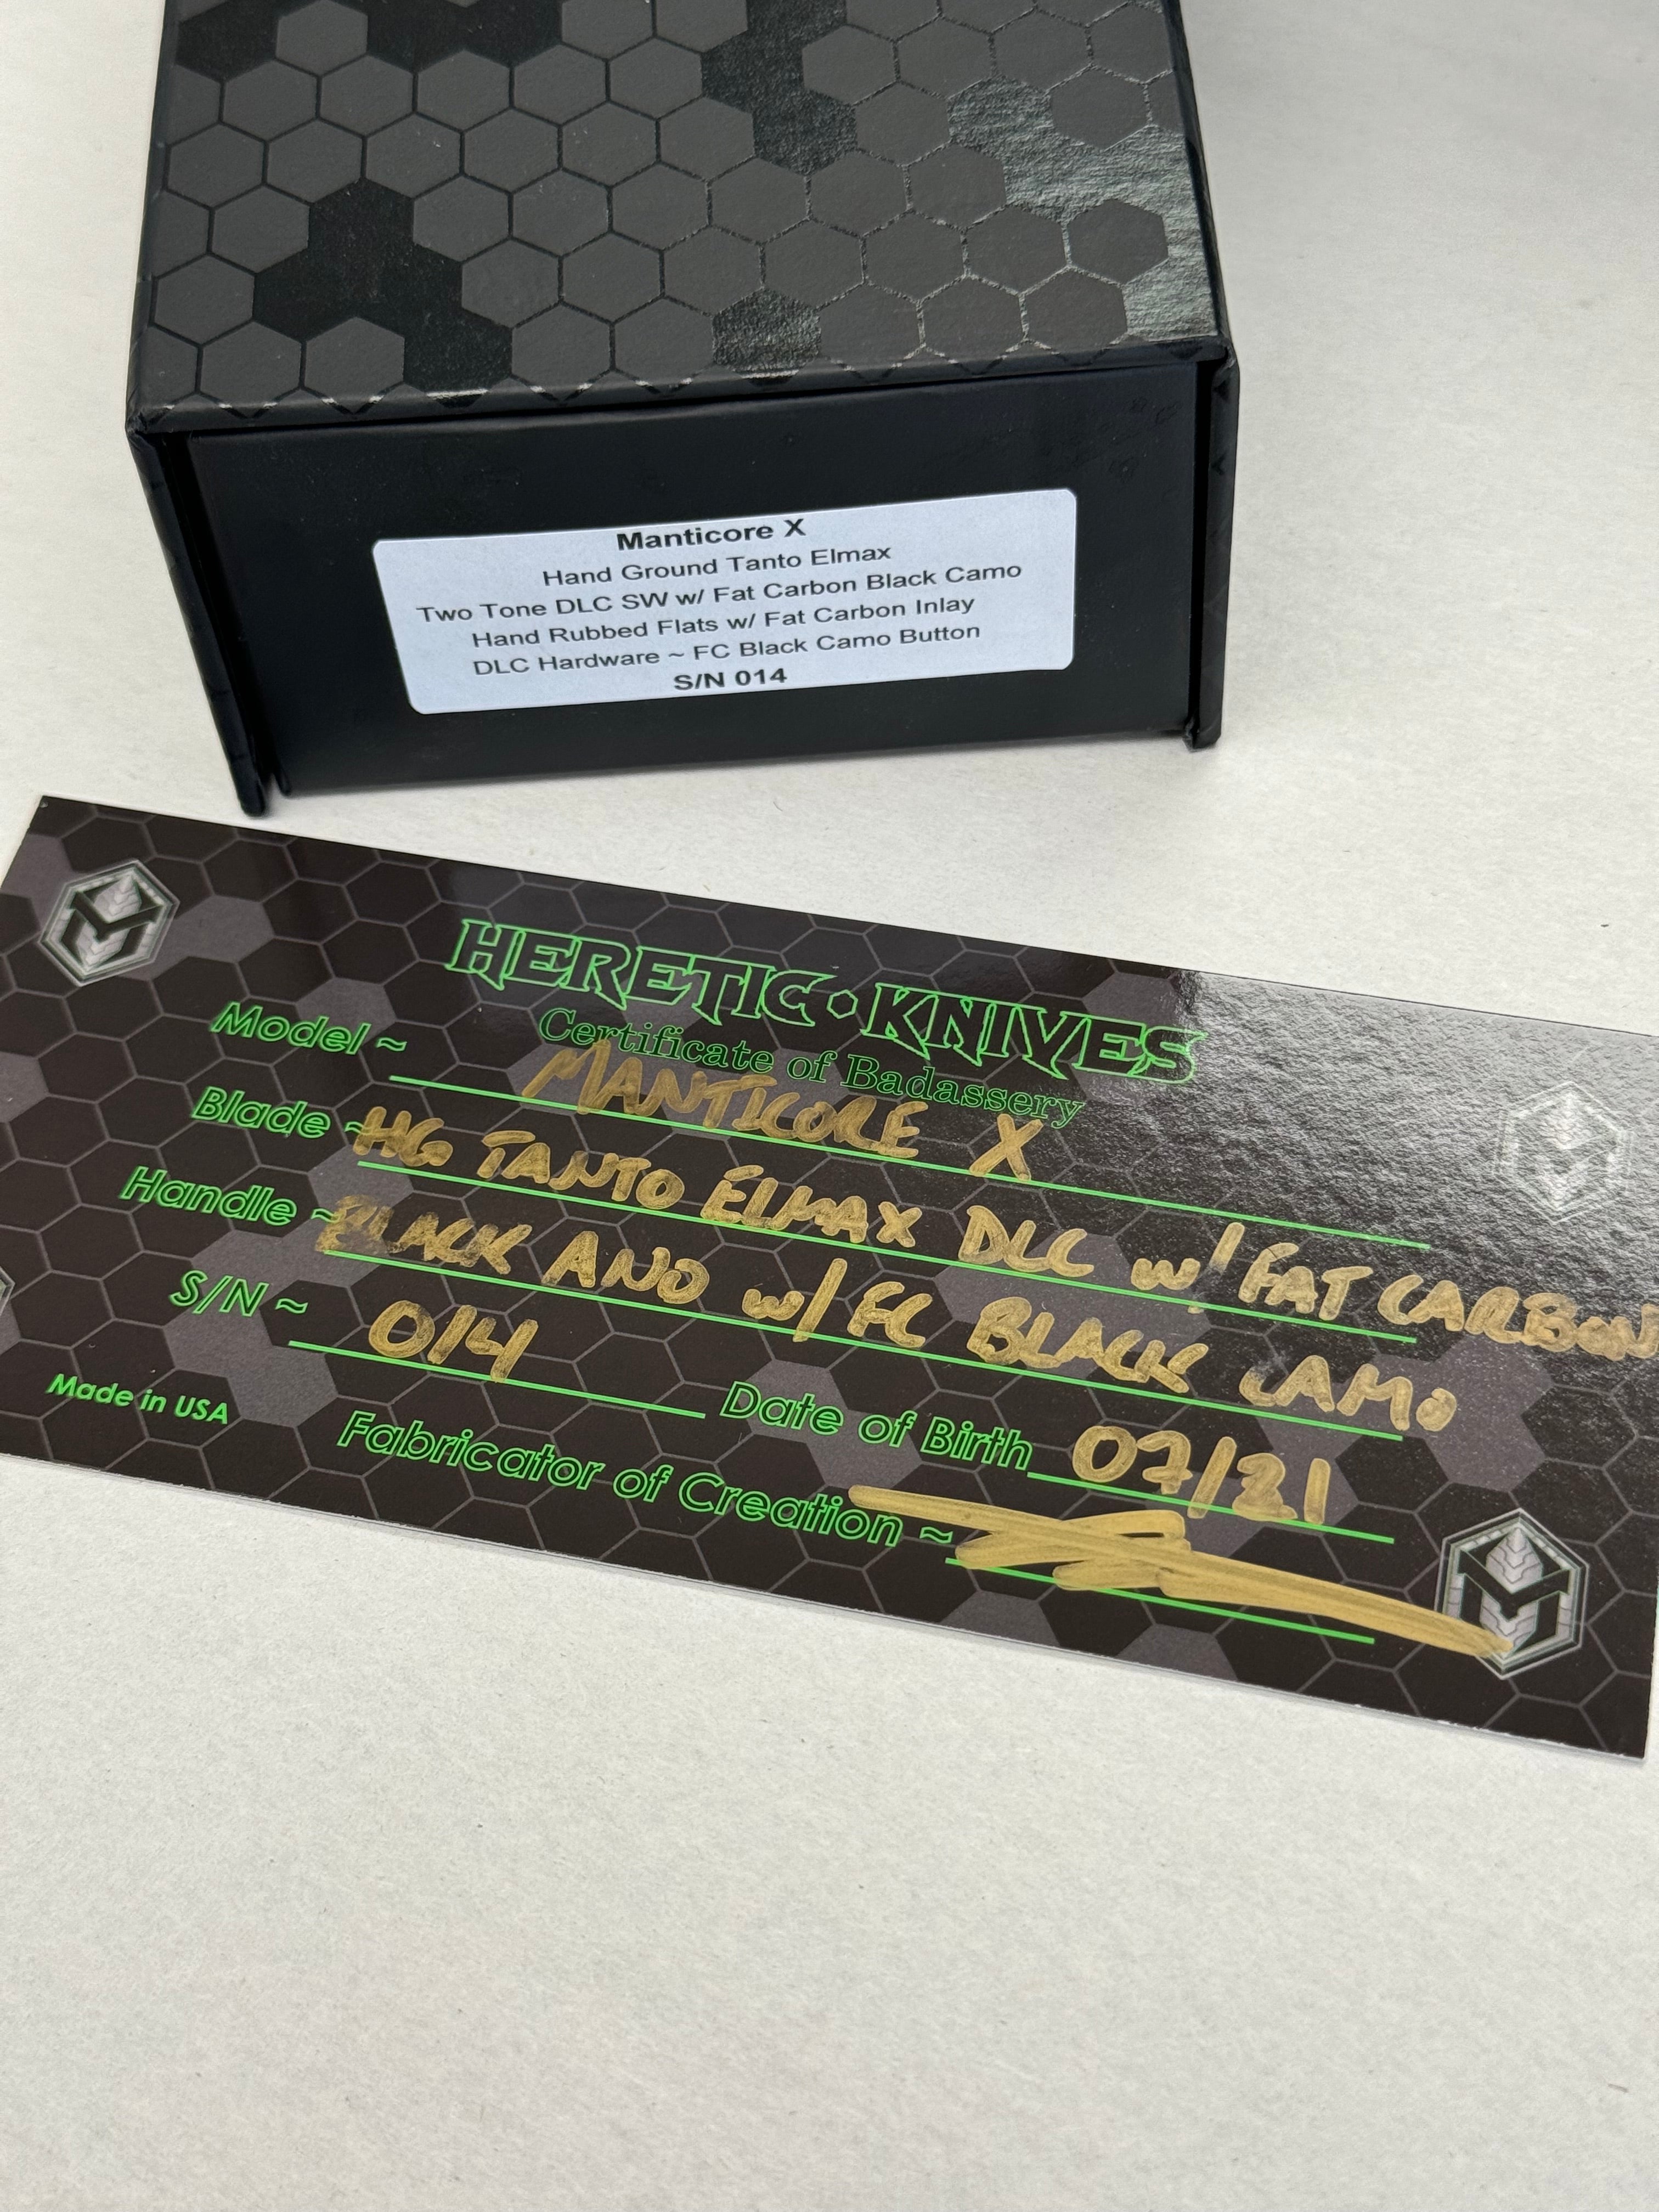 Manticore X
Hand Ground Tanto Elmax
Two Tone DLC SW w/ Fat Carbon Black Camo
Hand Rubbed Flats w/ Fat Carbon Inlay
DLC Hardware ~ FC Black Camo Button
S/N 014
HERETIC • KNIVES
Certificate of Badassery
Model ~ MANTICORE X
Blade ~ HG TANTO ELMAX DLC w/ FAT CARBON
Handle ~ BLACK ANO w/ FC BLACK CAMO
S/N ~ 014 Date of Birth 07/21
Made in USA
Fabricator of Creation ~